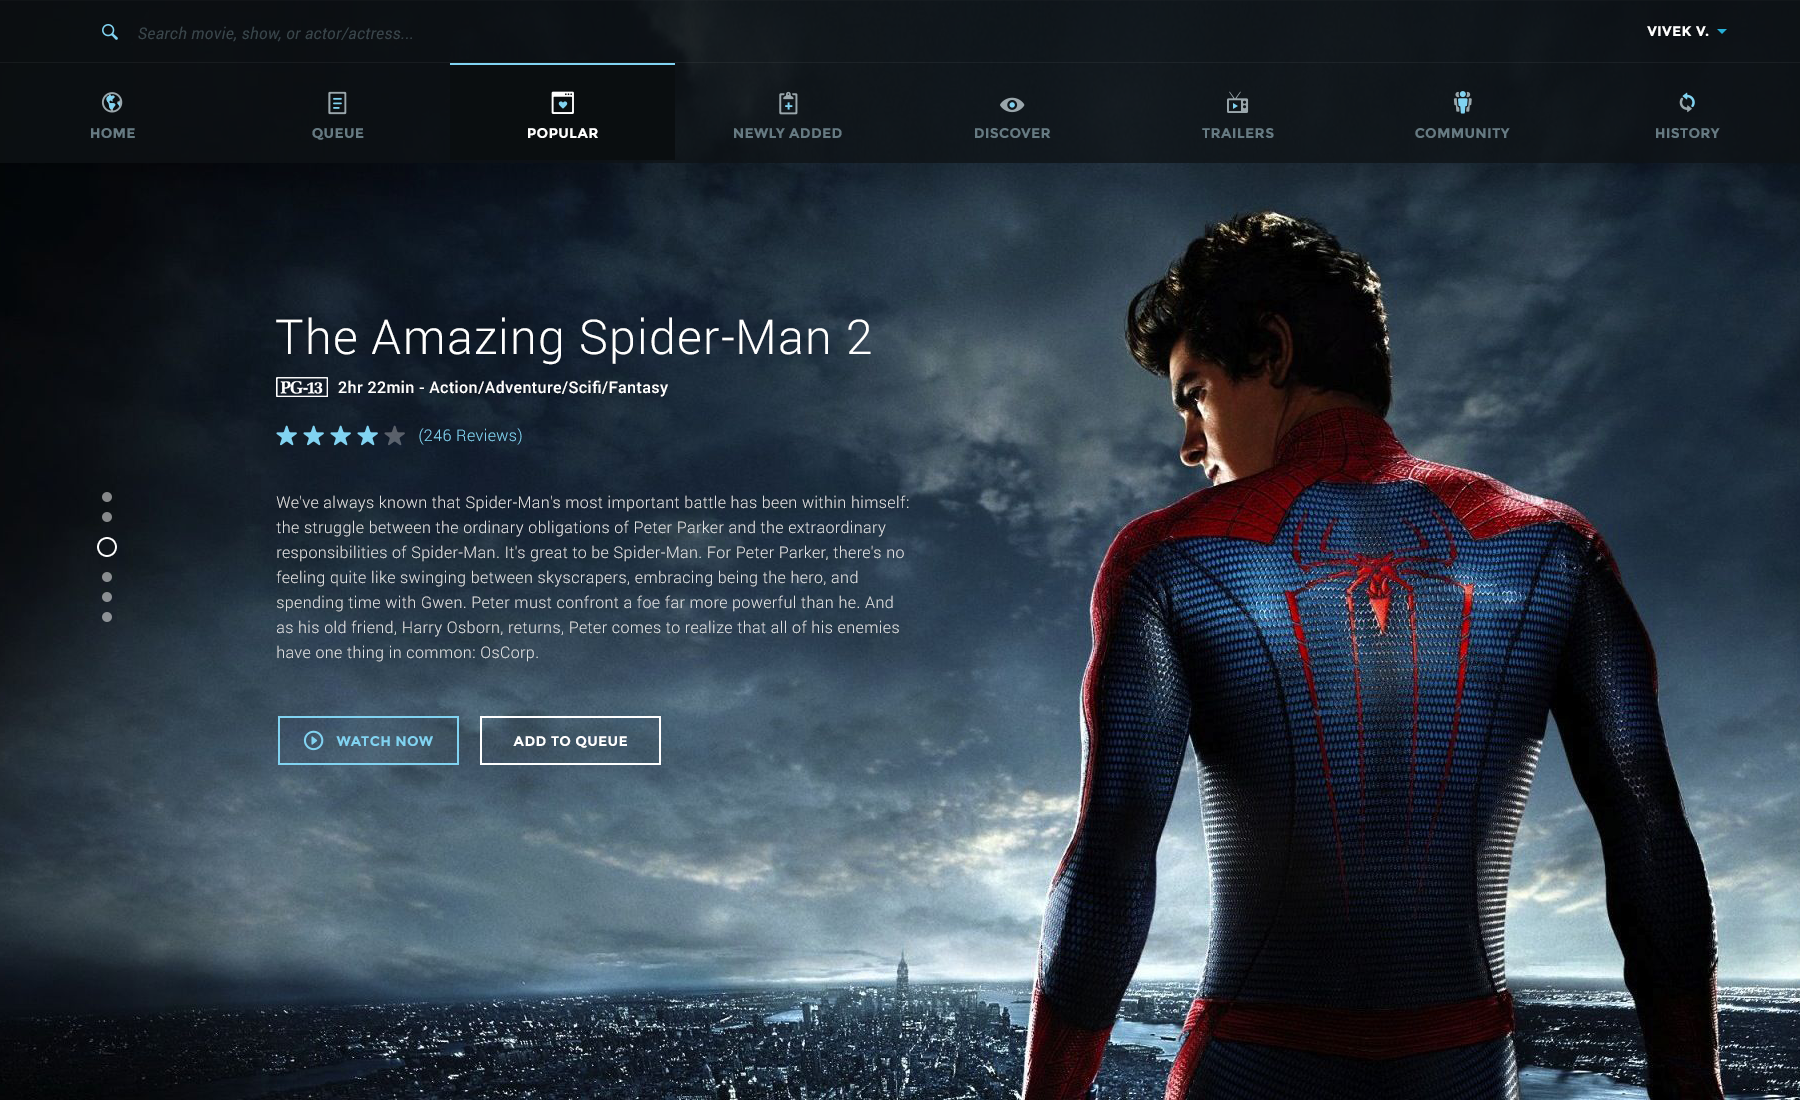 Search movie, show, or actor/actress...
VIVEK V.
HOME
QUEUE
POPULAR
NEWLY ADDED
DISCOVER
TRAILERS
COMMUNITY
HISTORY
The Amazing Spider-Man 2
PG-13 2hr 22min - Action/Adventure/Scifi/Fantasy
(246 Reviews)
We've always known that Spider-Man's most important battle has been within himself:
the struggle between the ordinary obligations of Peter Parker and the extraordinary
responsibilities of Spider-Man. It's great to be Spider-Man. For Peter Parker, there's no
feeling quite like swinging between skyscrapers, embracing being the hero, and
spending time with Gwen. Peter must confront a foe far more powerful than he. And
as his old friend, Harry Osborn, returns, Peter comes to realize that all of his enemies
have one thing in common: OsCorp.
WATCH NOW
ADD TO QUEUE